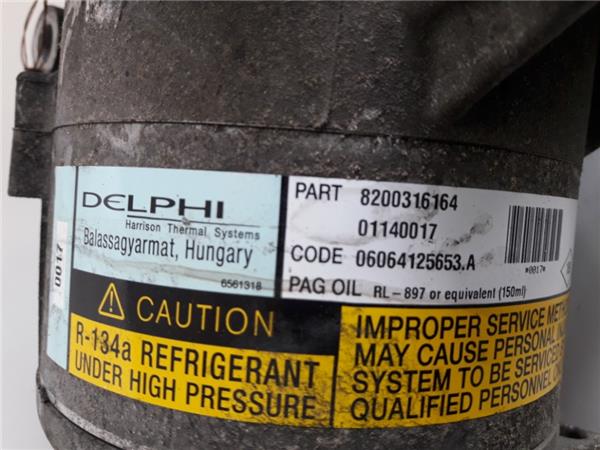 0017
DELPHI
Harrison Thermal Systems
Balassagyarmat, Hungary
6561318
PART 8200316164
01140017
CODE 06064125653.A
PAG OIL RL-897 or equivalent (150ml)
*0017*
CAUTION
R-134a REFRIGERANT
UNDER HIGH PRESSURE
IMPROPER SERVICE
MAY CAUSE PERSONAL
SYSTEM TO BE SERVICED
QUALIFIED PERSONNEL